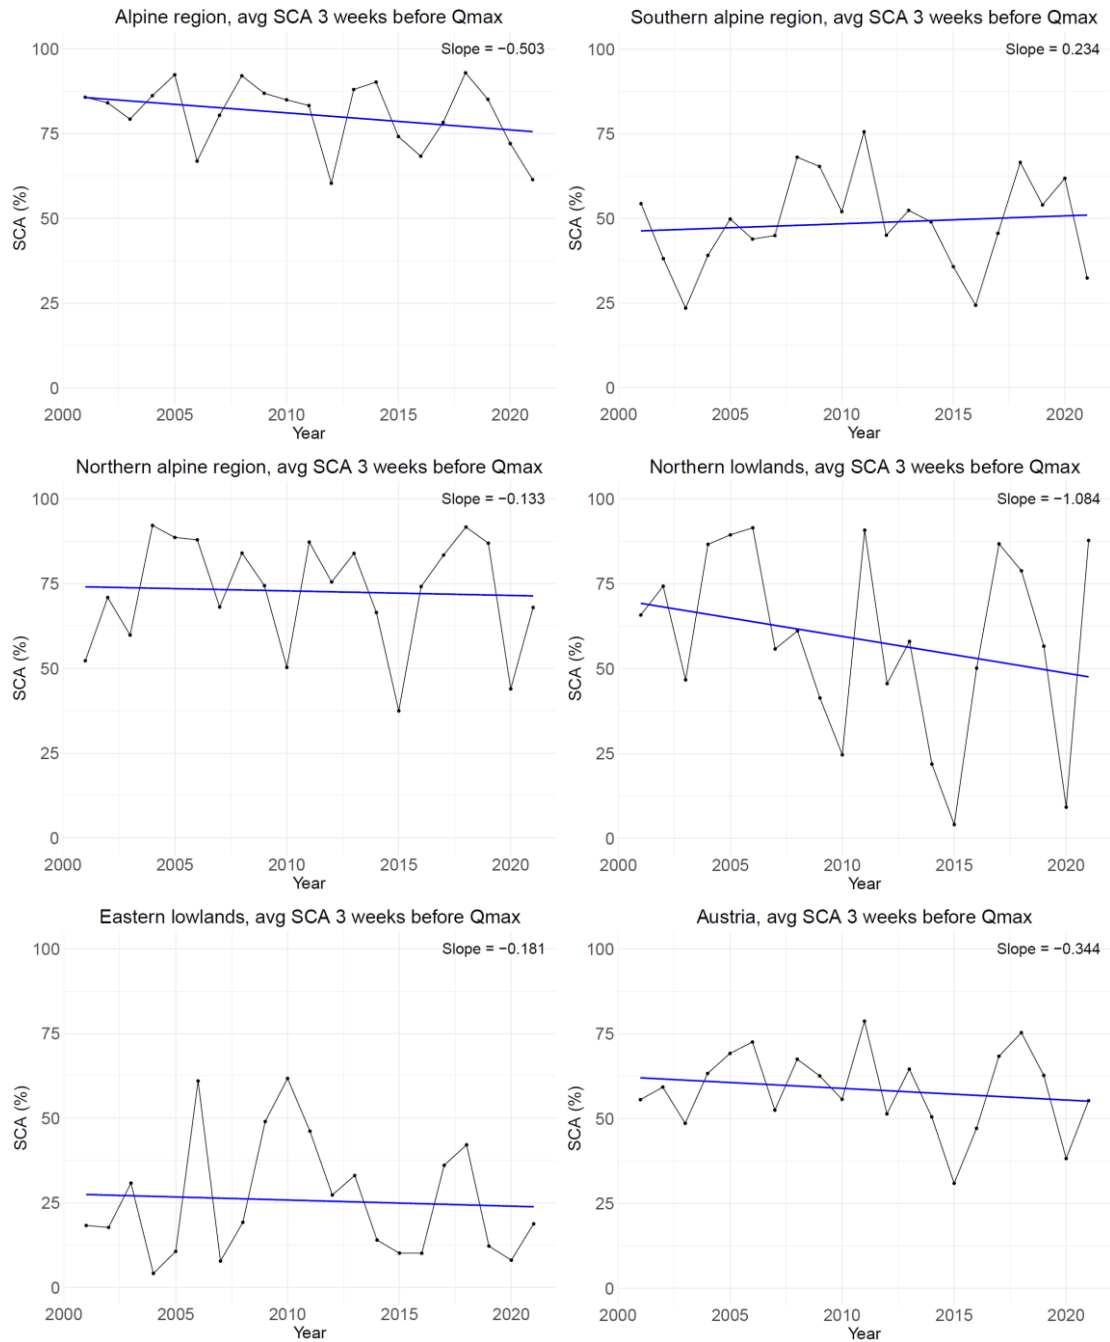 Alpine region, avg SCA 3 weeks before Qmax
Slope = −0.503
100
75
50
25
0
SCA (%)
2000 2005 2010 2015 2020
Year
Southern alpine region, avg SCA 3 weeks before Qmax
Slope = 0.234
100
75
50
25
0
SCA (%)
2000 2005 2010 2015 2020
Year
Northern alpine region, avg SCA 3 weeks before Qmax
Slope = −0.133
100
75
50
25
0
SCA (%)
2000 2005 2010 2015 2020
Year
Northern lowlands, avg SCA 3 weeks before Qmax
Slope = −1.084
100
75
50
25
0
SCA (%)
2000 2005 2010 2015 2020
Year
Eastern lowlands, avg SCA 3 weeks before Qmax
Slope = −0.181
100
75
50
25
0
SCA (%)
2000 2005 2010 2015 2020
Year
Austria, avg SCA 3 weeks before Qmax
Slope = −0.344
100
75
50
25
0
SCA (%)
2000 2005 2010 2015 2020
Year